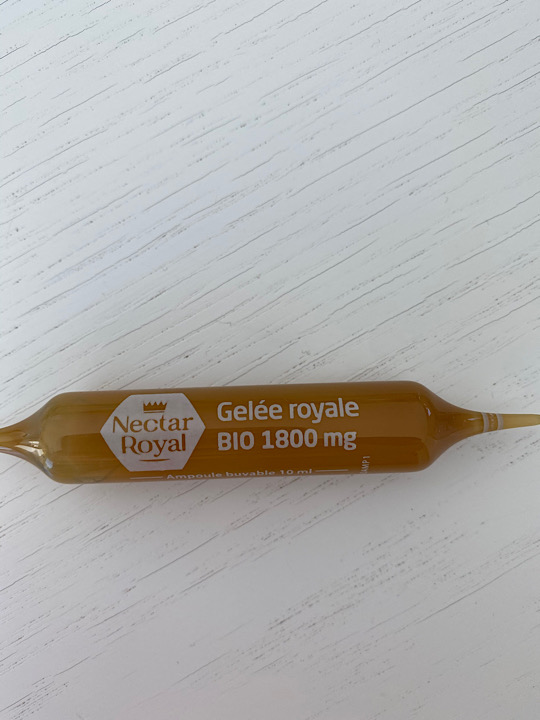 Nectar
Royal
Gelée royale
BIO 1800 mg
Ampoule buvable 10 ml